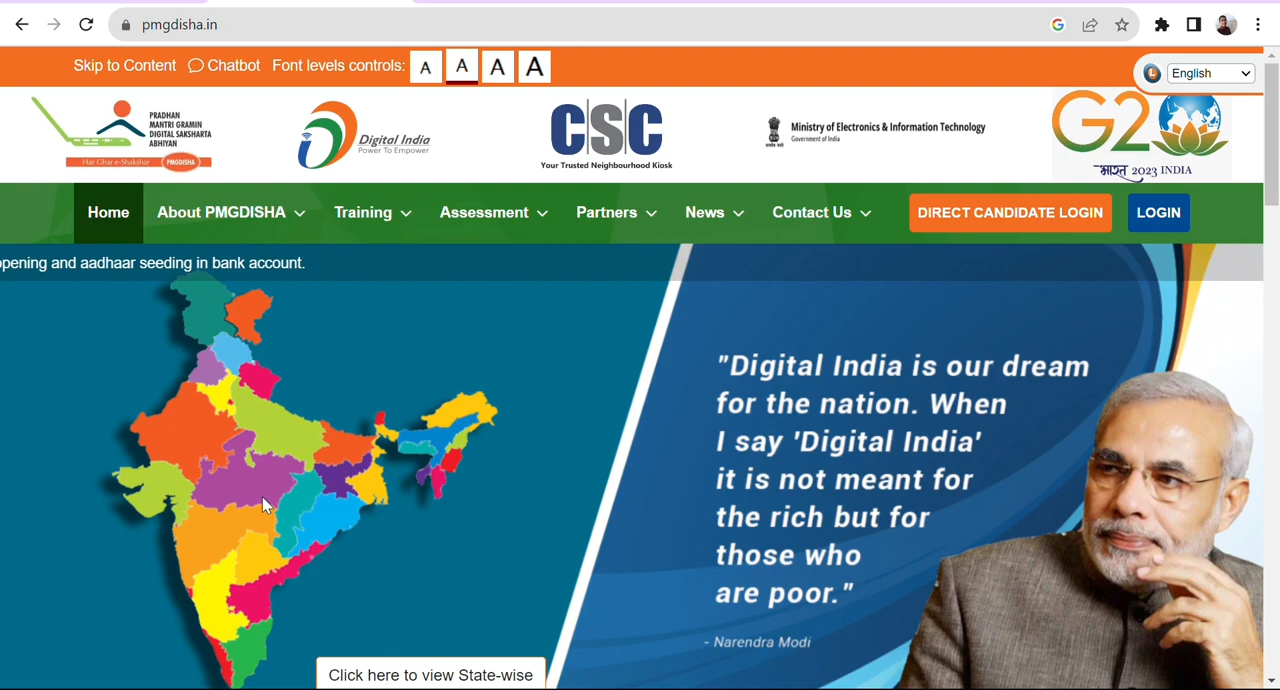 pmgdisha.in
Skip to Content Chatbot Font levels controls: A A A A
English
PRADHAN
MANTRI GRAMIN
DIGITAL SAKSHARTA
ABHIYAN
Har Ghar e-Shakshar PMGDISHA
Digital India
Power To Empower
CSC
Your Trusted Neighbourhood Kiosk
Ministry of Electronics & Information Technology
Government of India
G20
भारत 2023 INDIA
Home About PMGDISHA Training Assessment Partners News Contact Us DIRECT CANDIDATE LOGIN LOGIN
opening and aadhaar seeding in bank account.
"Digital India is our dream
for the nation. When
I say 'Digital India'
it is not meant for
the rich but for
those who
are poor."
- Narendra Modi
Click here to view State-wise